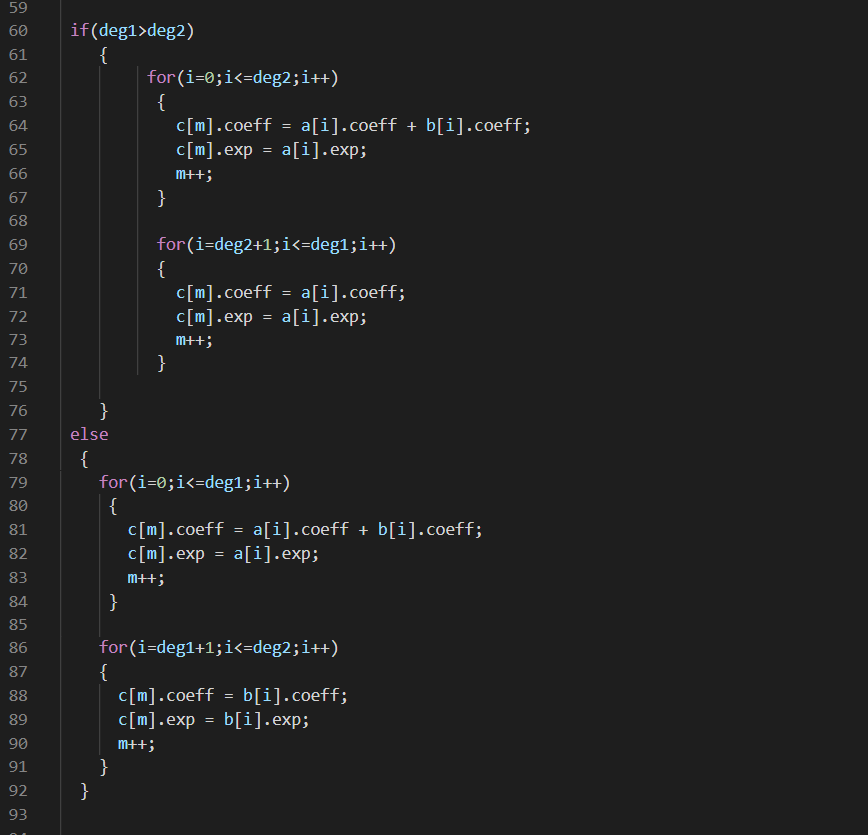 59
60 if(deg1>deg2)
61 {
62 for(i=0;i<=deg2;i++)
63 {
64 c[m].coeff = a[i].coeff + b[i].coeff;
65 c[m].exp = a[i].exp;
66 m++;
67 }
68
69 for(i=deg2+1;i<=deg1;i++)
70 {
71 c[m].coeff = a[i].coeff;
72 c[m].exp = a[i].exp;
73 m++;
74 }
75
76 }
77 else
78 {
79 for(i=0;i<=deg1;i++)
80 {
81 c[m].coeff = a[i].coeff + b[i].coeff;
82 c[m].exp = a[i].exp;
83 m++;
84 }
85
86 for(i=deg1+1;i<=deg2;i++)
87 {
88 c[m].coeff = b[i].coeff;
89 c[m].exp = b[i].exp;
90 m++;
91 }
92 }
93